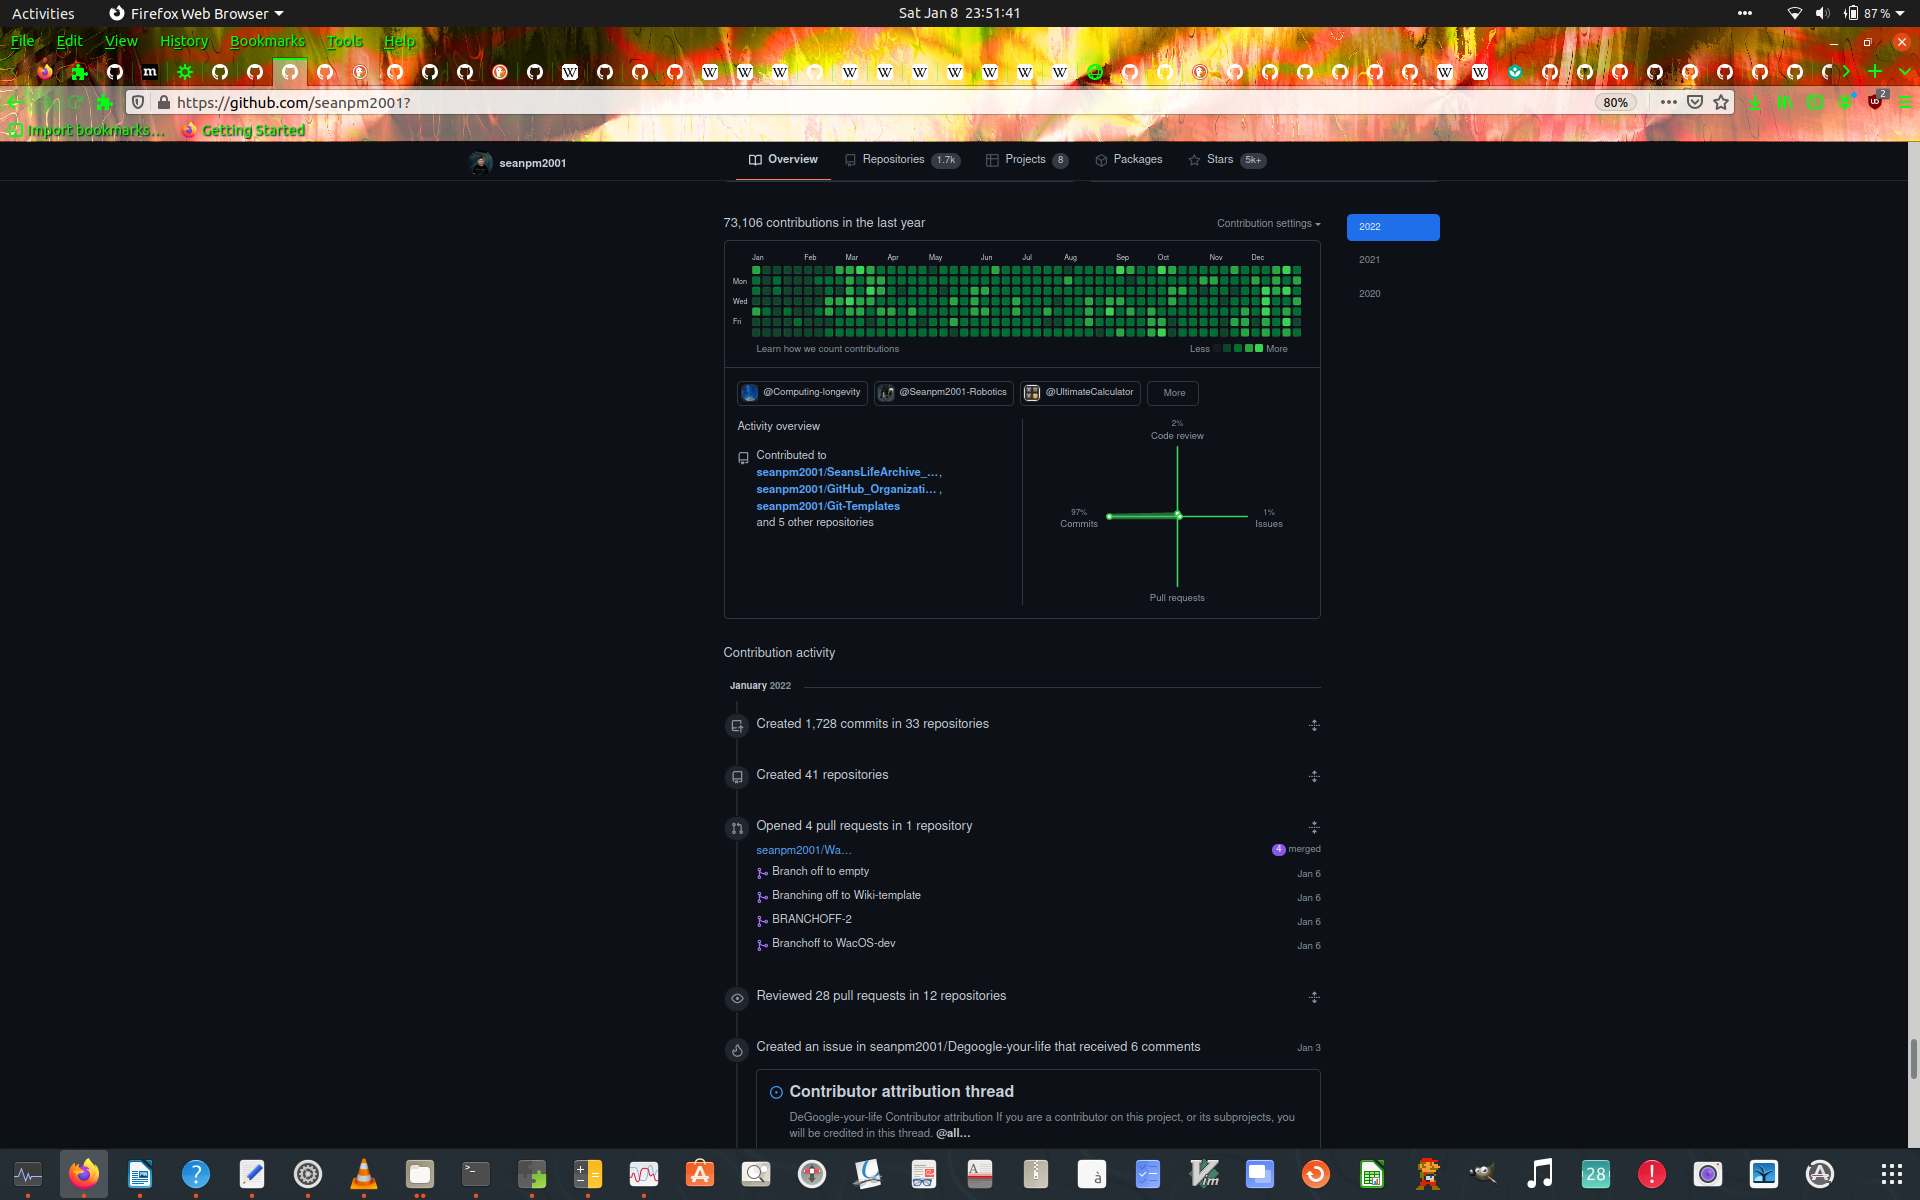 Activities
Firefox Web Browser
Sat Jan 8 23:51:41
87 %
File Edit View History Bookmarks Tools Help
https://github.com/seanpm2001?
80%
2
Import bookmarks...
Getting Started
seanpm2001
Overview
Repositories 1.7k
Projects 8
Packages
Stars 5k+
73,106 contributions in the last year
Contribution settings
2022
2021
2020
Jan Feb Mar Apr May Jun Jul Aug Sep Oct Nov Dec
Mon
Wed
Fri
Learn how we count contributions
Less More
@Computing-longevity
@Seanpm2001-Robotics
@UltimateCalculator
More
Activity overview
Contributed to
seanpm2001/SeansLifeArchive_… ,
seanpm2001/GitHub_Organizati… ,
seanpm2001/Git-Templates
and 5 other repositories
2%
Code review
97%
Commits
1%
Issues
Pull requests
Contribution activity
January 2022
Created 1,728 commits in 33 repositories
Created 41 repositories
Opened 4 pull requests in 1 repository
seanpm2001/Wa…
4 merged
Branch off to empty Jan 6
Branching off to Wiki-template Jan 6
BRANCHOFF-2 Jan 6
Branchoff to WacOS-dev Jan 6
Reviewed 28 pull requests in 12 repositories
Created an issue in seanpm2001/Degoogle-your-life that received 6 comments Jan 3
Contributor attribution thread
DeGoogle-your-life Contributor attribution If you are a contributor on this project, or its subprojects, you
will be credited in this thread. @all…
28